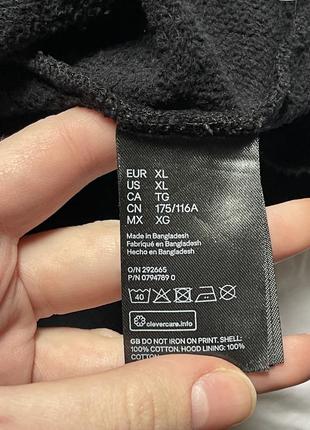 EUR XL
US XL
CA TG
CN 175/116A
MX XG
Made in Bangladesh
Fabriqué en Bangladesh
Hecho en Bangladesh
O/N 292665
P/N 0794789 0
40
clevercare.info
GB DO NOT IRON ON PRINT. SHELL:
100% COTTON. HOOD LINING: 100%
COTTON